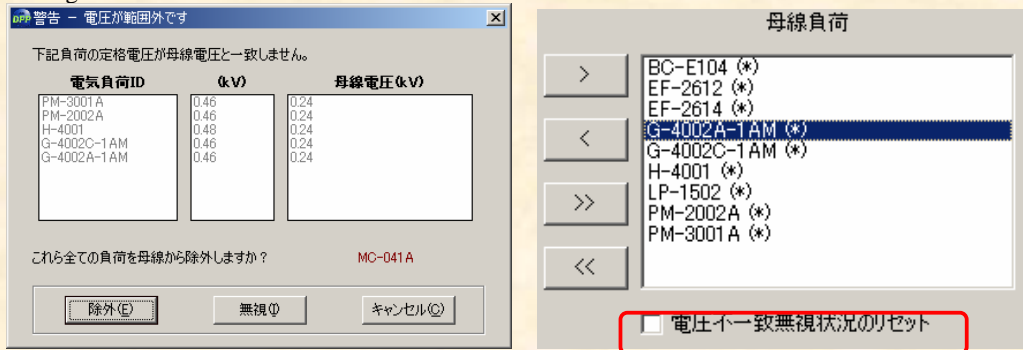 DPP 警告 - 電圧が範囲外です
下記負荷の定格電圧が母線電圧と一致しません。
電気負荷ID (kV) 母線電圧(kV)
PM-3001A 0.46 0.24
PM-2002A 0.46 0.24
H-4001 0.48 0.24
G-4002C-1AM 0.46 0.24
G-4002A-1AM 0.46 0.24
これら全ての負荷を母線から除外しますか? MC-041A
除外(E) 無視(I) キャンセル(C)
母線負荷
>
<
>>
<<
BC-E104 (*)
EF-2612 (*)
EF-2614 (*)
G-4002A-1AM (*)
G-4002C-1AM (*)
H-4001 (*)
LP-1502 (*)
PM-2002A (*)
PM-3001A (*)
電圧不一致無視状況のリセット